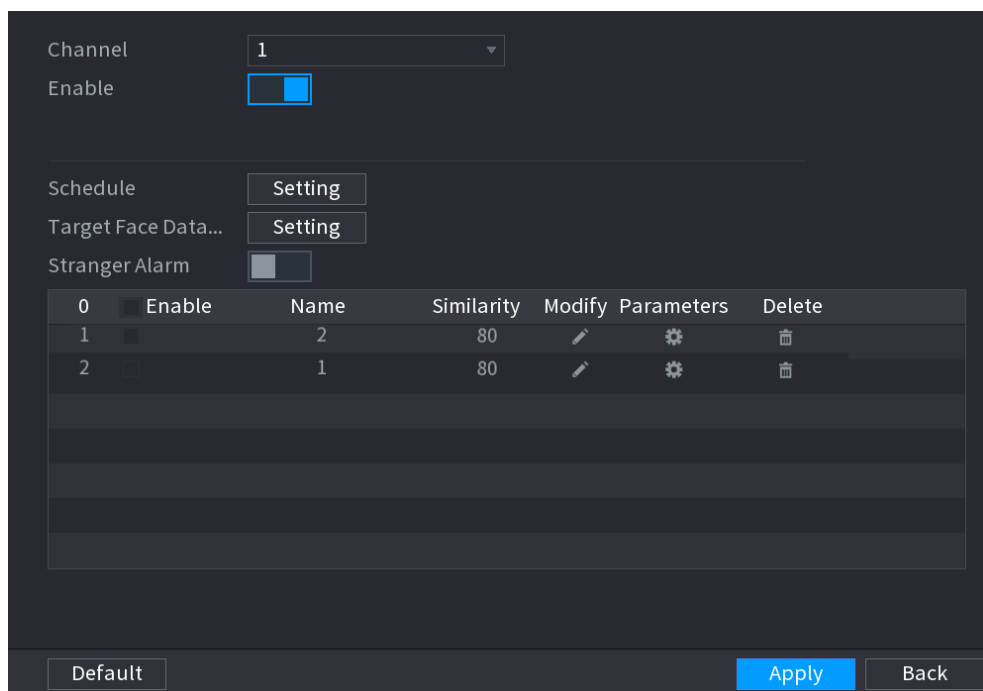 Channel 1
Enable
Schedule Setting
Target Face Data... Setting
Stranger Alarm
0 Enable Name Similarity Modify Parameters Delete
1 2 80
2 1 80
Default Apply Back